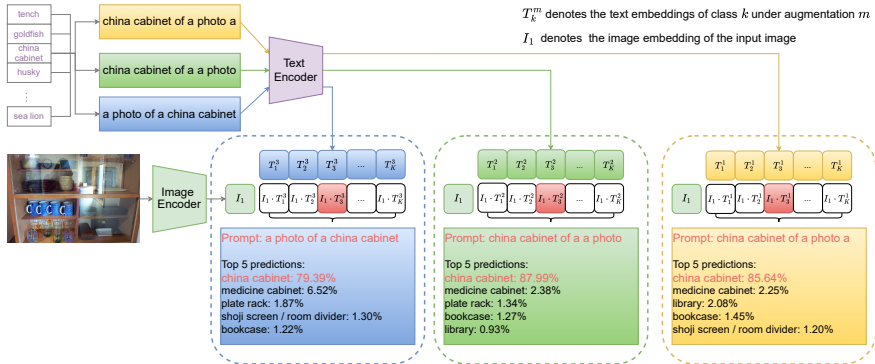 tench
goldfish
china
cabinet
husky
⋮
sea lion
china cabinet of a photo a
china cabinet of a a photo
a photo of a china cabinet
Text
Encoder
T_k^m denotes the text embeddings of class k under augmentation m
I_1 denotes the image embedding of the input image
Image
Encoder
T_1^3 T_2^3 T_3^3 ... T_K^3
I_1 I_1 · T_1^3 I_1 · T_2^3 I_1 · T_3^3 ... I_1 · T_K^3
Prompt: a photo of a china cabinet
Top 5 predictions:
china cabinet: 79.39%
medicine cabinet: 6.52%
plate rack: 1.87%
shoji screen / room divider: 1.30%
bookcase: 1.22%
T_1^2 T_2^2 T_3^2 ... T_K^2
I_1 I_1 · T_1^2 I_1 · T_2^2 I_1 · T_3^2 ... I_1 · T_K^2
Prompt: china cabinet of a a photo
Top 5 predictions:
china cabinet: 87.99%
medicine cabinet: 2.38%
plate rack: 1.34%
bookcase: 1.27%
library: 0.93%
T_1^1 T_2^1 T_3^1 ... T_K^1
I_1 I_1 · T_1^1 I_1 · T_2^1 I_1 · T_3^1 ... I_1 · T_K^1
Prompt: china cabinet of a photo a
Top 5 predictions:
china cabinet: 85.64%
medicine cabinet: 2.25%
library: 2.08%
bookcase: 1.45%
shoji screen / room divider: 1.20%